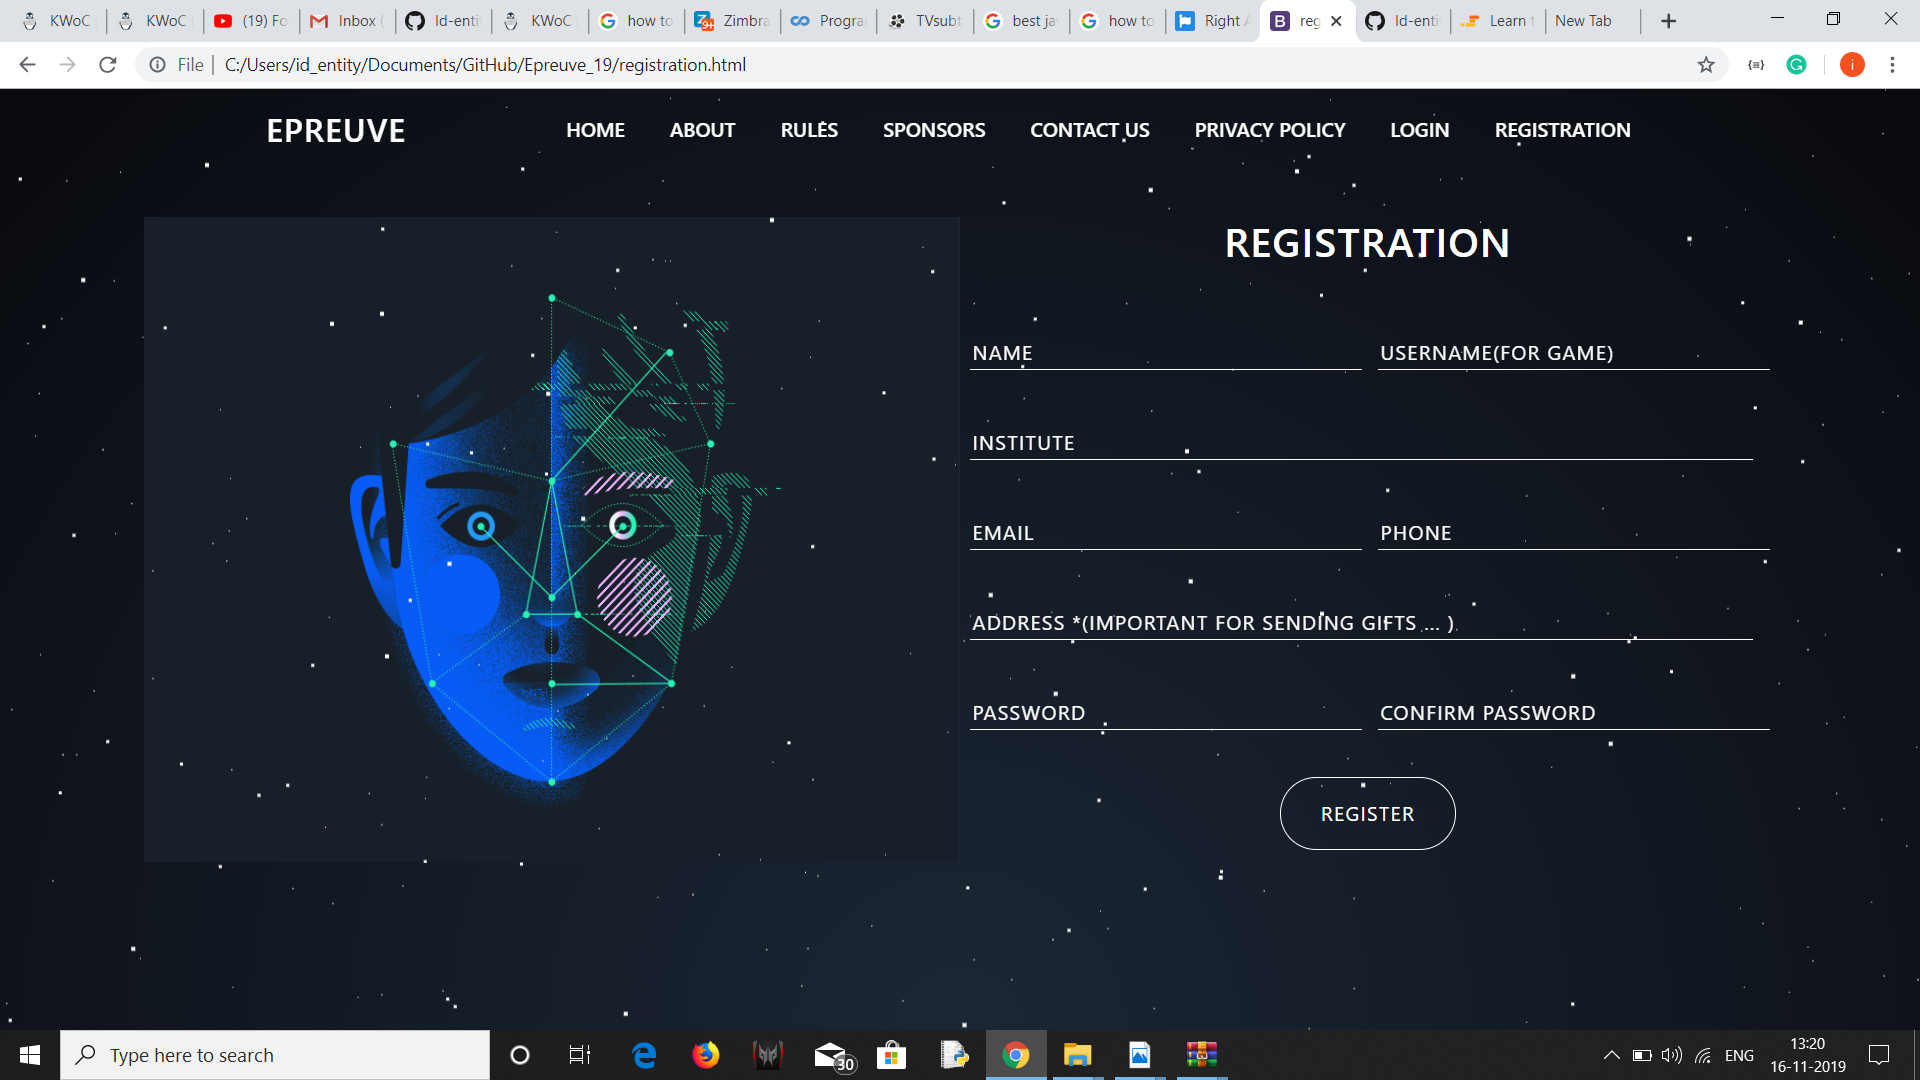 KWoC
KWoC
(19) Fo
Inbox (
Id-enti
KWoC
how to
Zimbra
Progra
TVsub
best ja
how to
Right A
reg
Id-enti
Learn t
New Tab
File
C:/Users/id_entity/Documents/GitHub/Epreuve_19/registration.html
i
EPREUVE
HOME
ABOUT
RULES
SPONSORS
CONTACT US
PRIVACY POLICY
LOGIN
REGISTRATION
REGISTRATION
NAME
USERNAME(FOR GAME)
INSTITUTE
EMAIL
PHONE
ADDRESS *(IMPORTANT FOR SENDING GIFTS ... )
PASSWORD
CONFIRM PASSWORD
REGISTER
Type here to search
30
ENG
13:20
16-11-2019